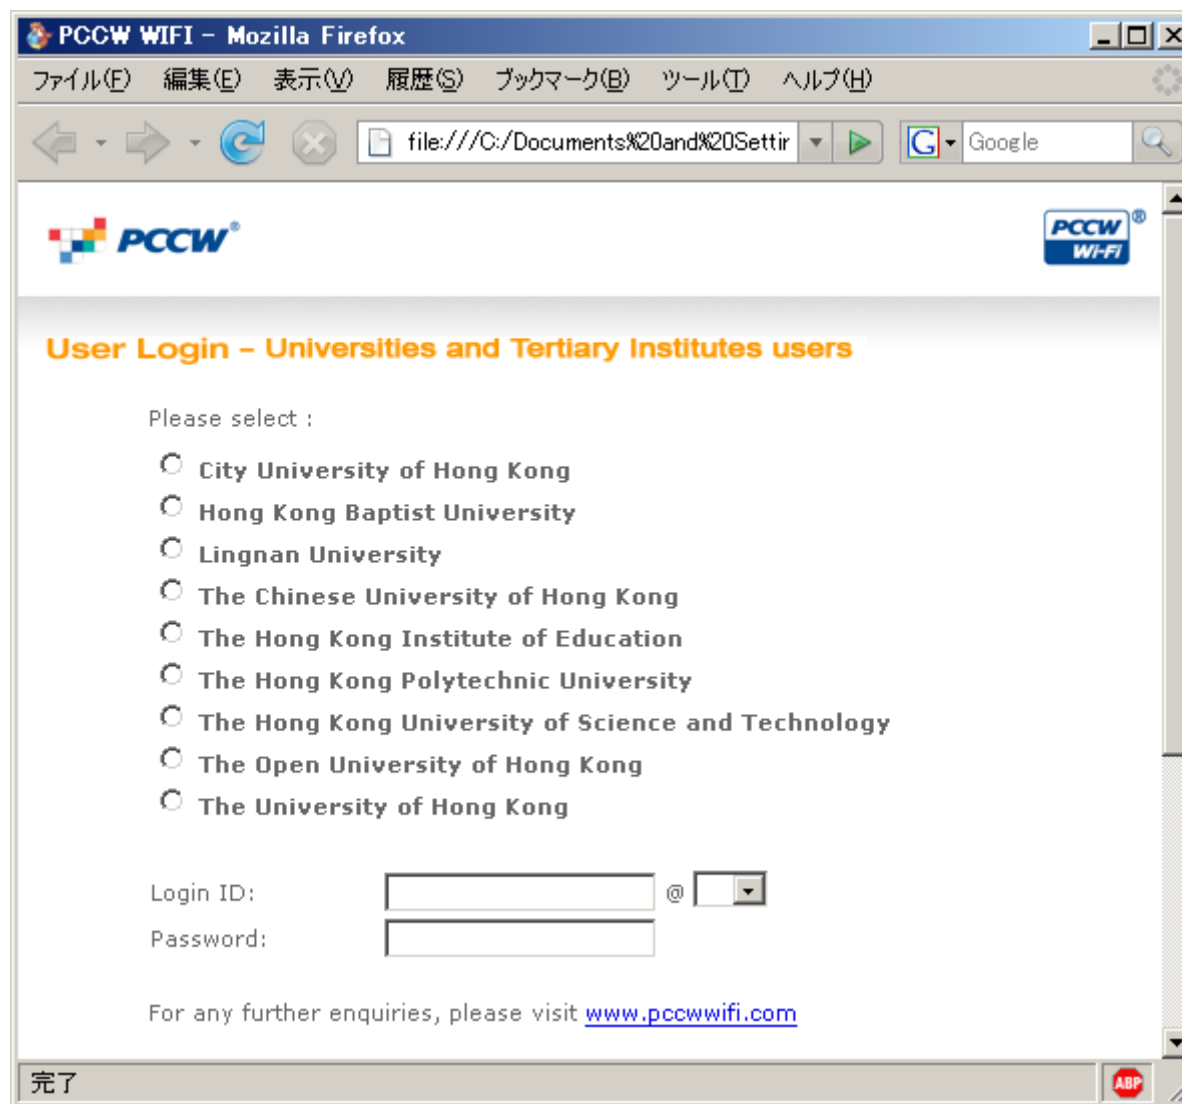 PCCW WIFI - Mozilla Firefox
ファイル(F) 編集(E) 表示(V) 履歴(S) ブックマーク(B) ツール(T) ヘルプ(H)
file:///C:/Documents%20and%20Settir G Google
PCCW® PCCW Wi-Fi®
User Login – Universities and Tertiary Institutes users
Please select :
City University of Hong Kong
Hong Kong Baptist University
Lingnan University
The Chinese University of Hong Kong
The Hong Kong Institute of Education
The Hong Kong Polytechnic University
The Hong Kong University of Science and Technology
The Open University of Hong Kong
The University of Hong Kong
Login ID: @
Password:
For any further enquiries, please visit www.pccwwifi.com
完了 ABP